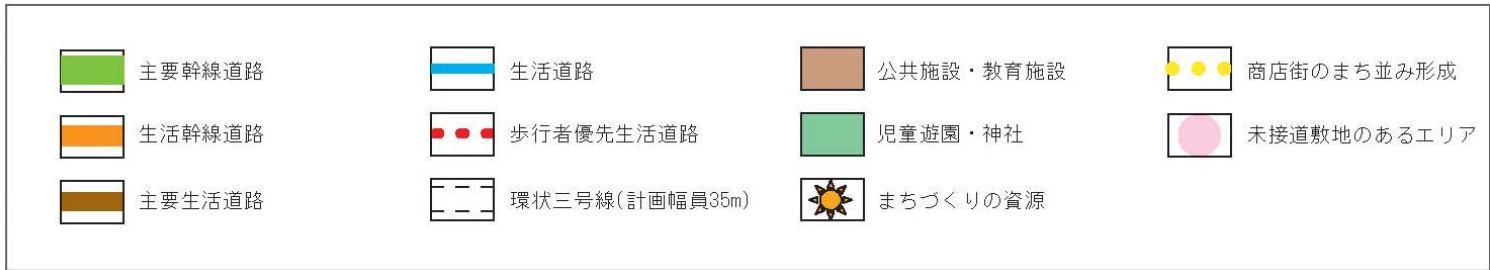 主要幹線道路
生活幹線道路
主要生活道路
生活道路
歩行者優先生活道路
環状三号線(計画幅員35m)
公共施設・教育施設
児童遊園・神社
まちづくりの資源
商店街のまち並み形成
未接道敷地のあるエリア